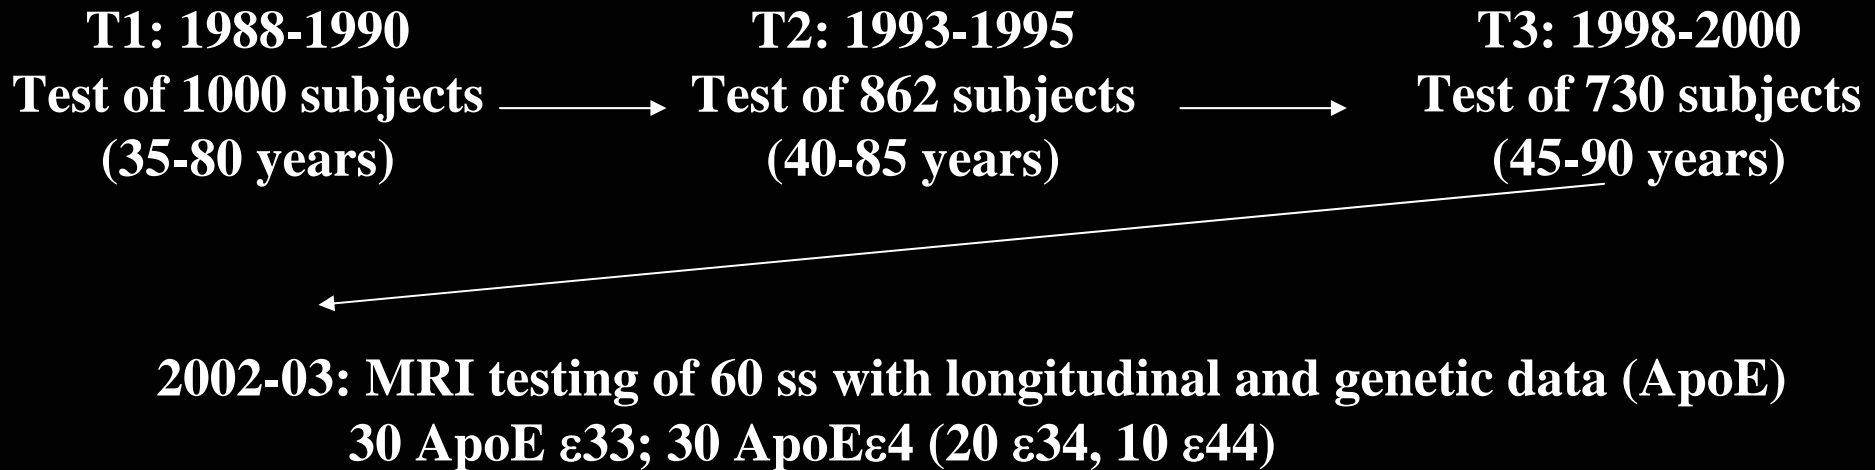 T1: 1988-1990
Test of 1000 subjects
(35-80 years)
T2: 1993-1995
Test of 862 subjects
(40-85 years)
T3: 1998-2000
Test of 730 subjects
(45-90 years)
2002-03: MRI testing of 60 ss with longitudinal and genetic data (ApoE)
30 ApoE ε33; 30 ApoEε4 (20 ε34, 10 ε44)